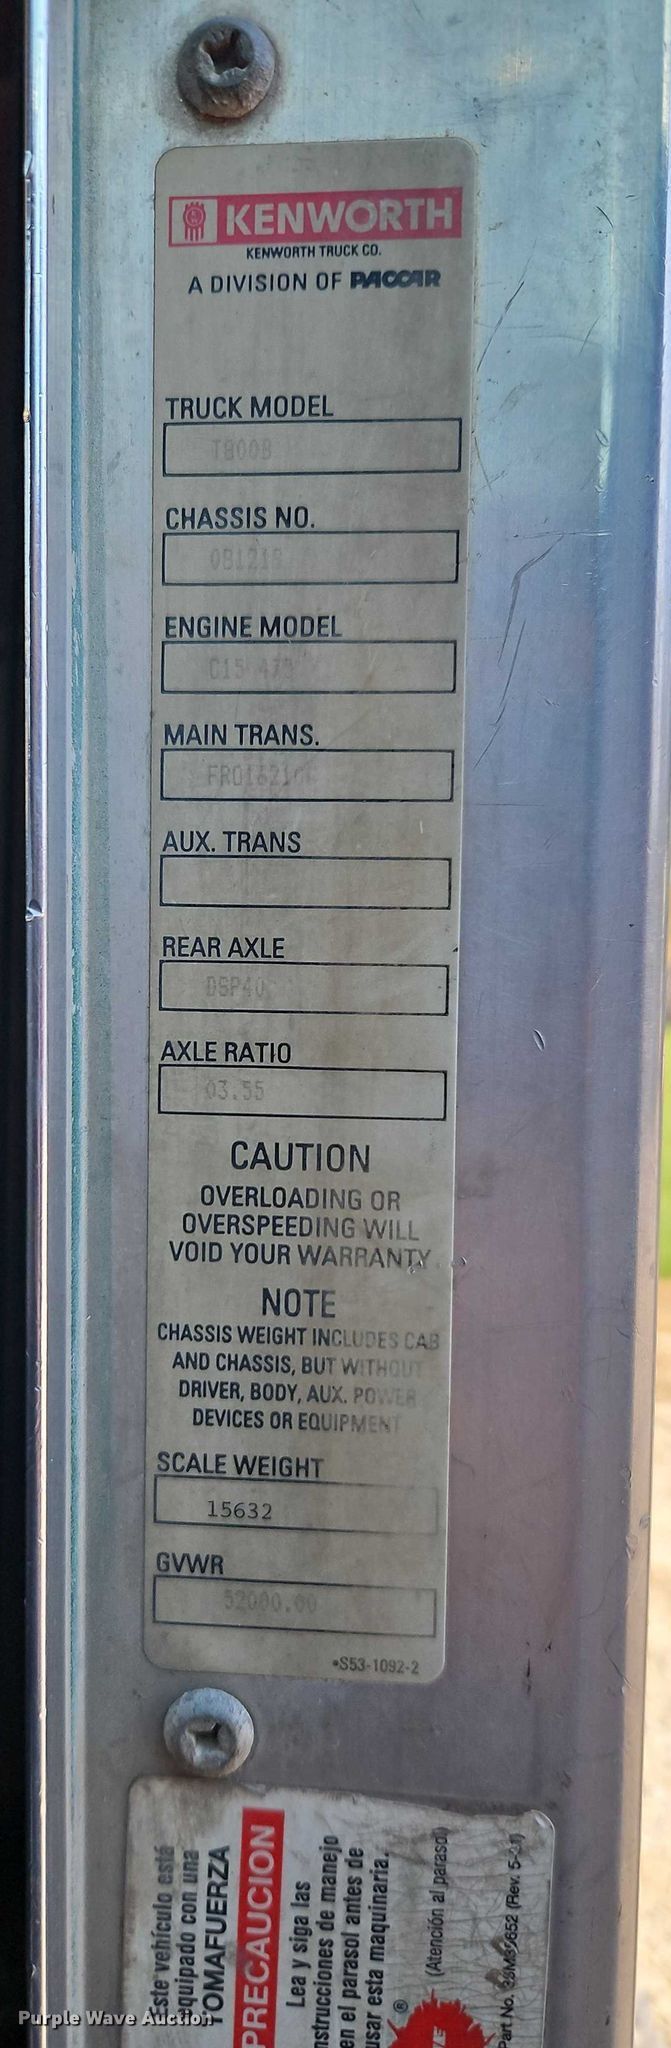 KENWORTH
KENWORTH TRUCK CO.
A DIVISION OF PACCAR
TRUCK MODEL
T800B
CHASSIS NO.
CHASSIS NO.
ENGINE MODEL
C15 475
MAIN TRANS.
AUX. TRANS
REAR AXLE
DSP40
AXLE RATIO
03.55
CAUTION
OVERLOADING OR
OVERSPEEDING WILL
VOID YOUR WARRANTY
NOTE
CHASSIS WEIGHT INCLUDES CAB
AND CHASSIS, BUT WITHOUT
DRIVER, BODY, AUX. POWER
DEVICES OR EQUIPMENT
SCALE WEIGHT
15632
GVWR
52000.00
•S53-1092-2
Este vehículo está
equipado con una
TOMAFUERZA
PRECAUCION
Lea y siga las
instrucciones de manejo
en el parasol antes de
usar esta maquinaria.
(Atención al parasol)
®
Purple Wave Auction